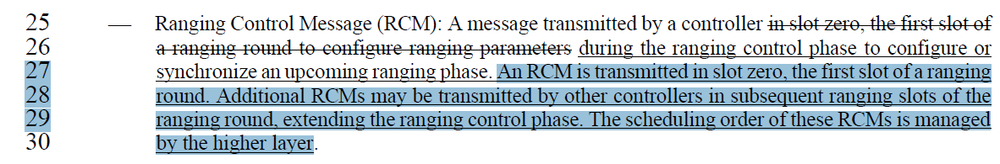 25 — Ranging Control Message (RCM): A message transmitted by a controller in slot zero, the first slot of
26 a ranging round to configure ranging parameters during the ranging control phase to configure or
27 synchronize an upcoming ranging phase. An RCM is transmitted in slot zero, the first slot of a ranging
28 round. Additional RCMs may be transmitted by other controllers in subsequent ranging slots of the
29 ranging round, extending the ranging control phase. The scheduling order of these RCMs is managed
30 by the higher layer.